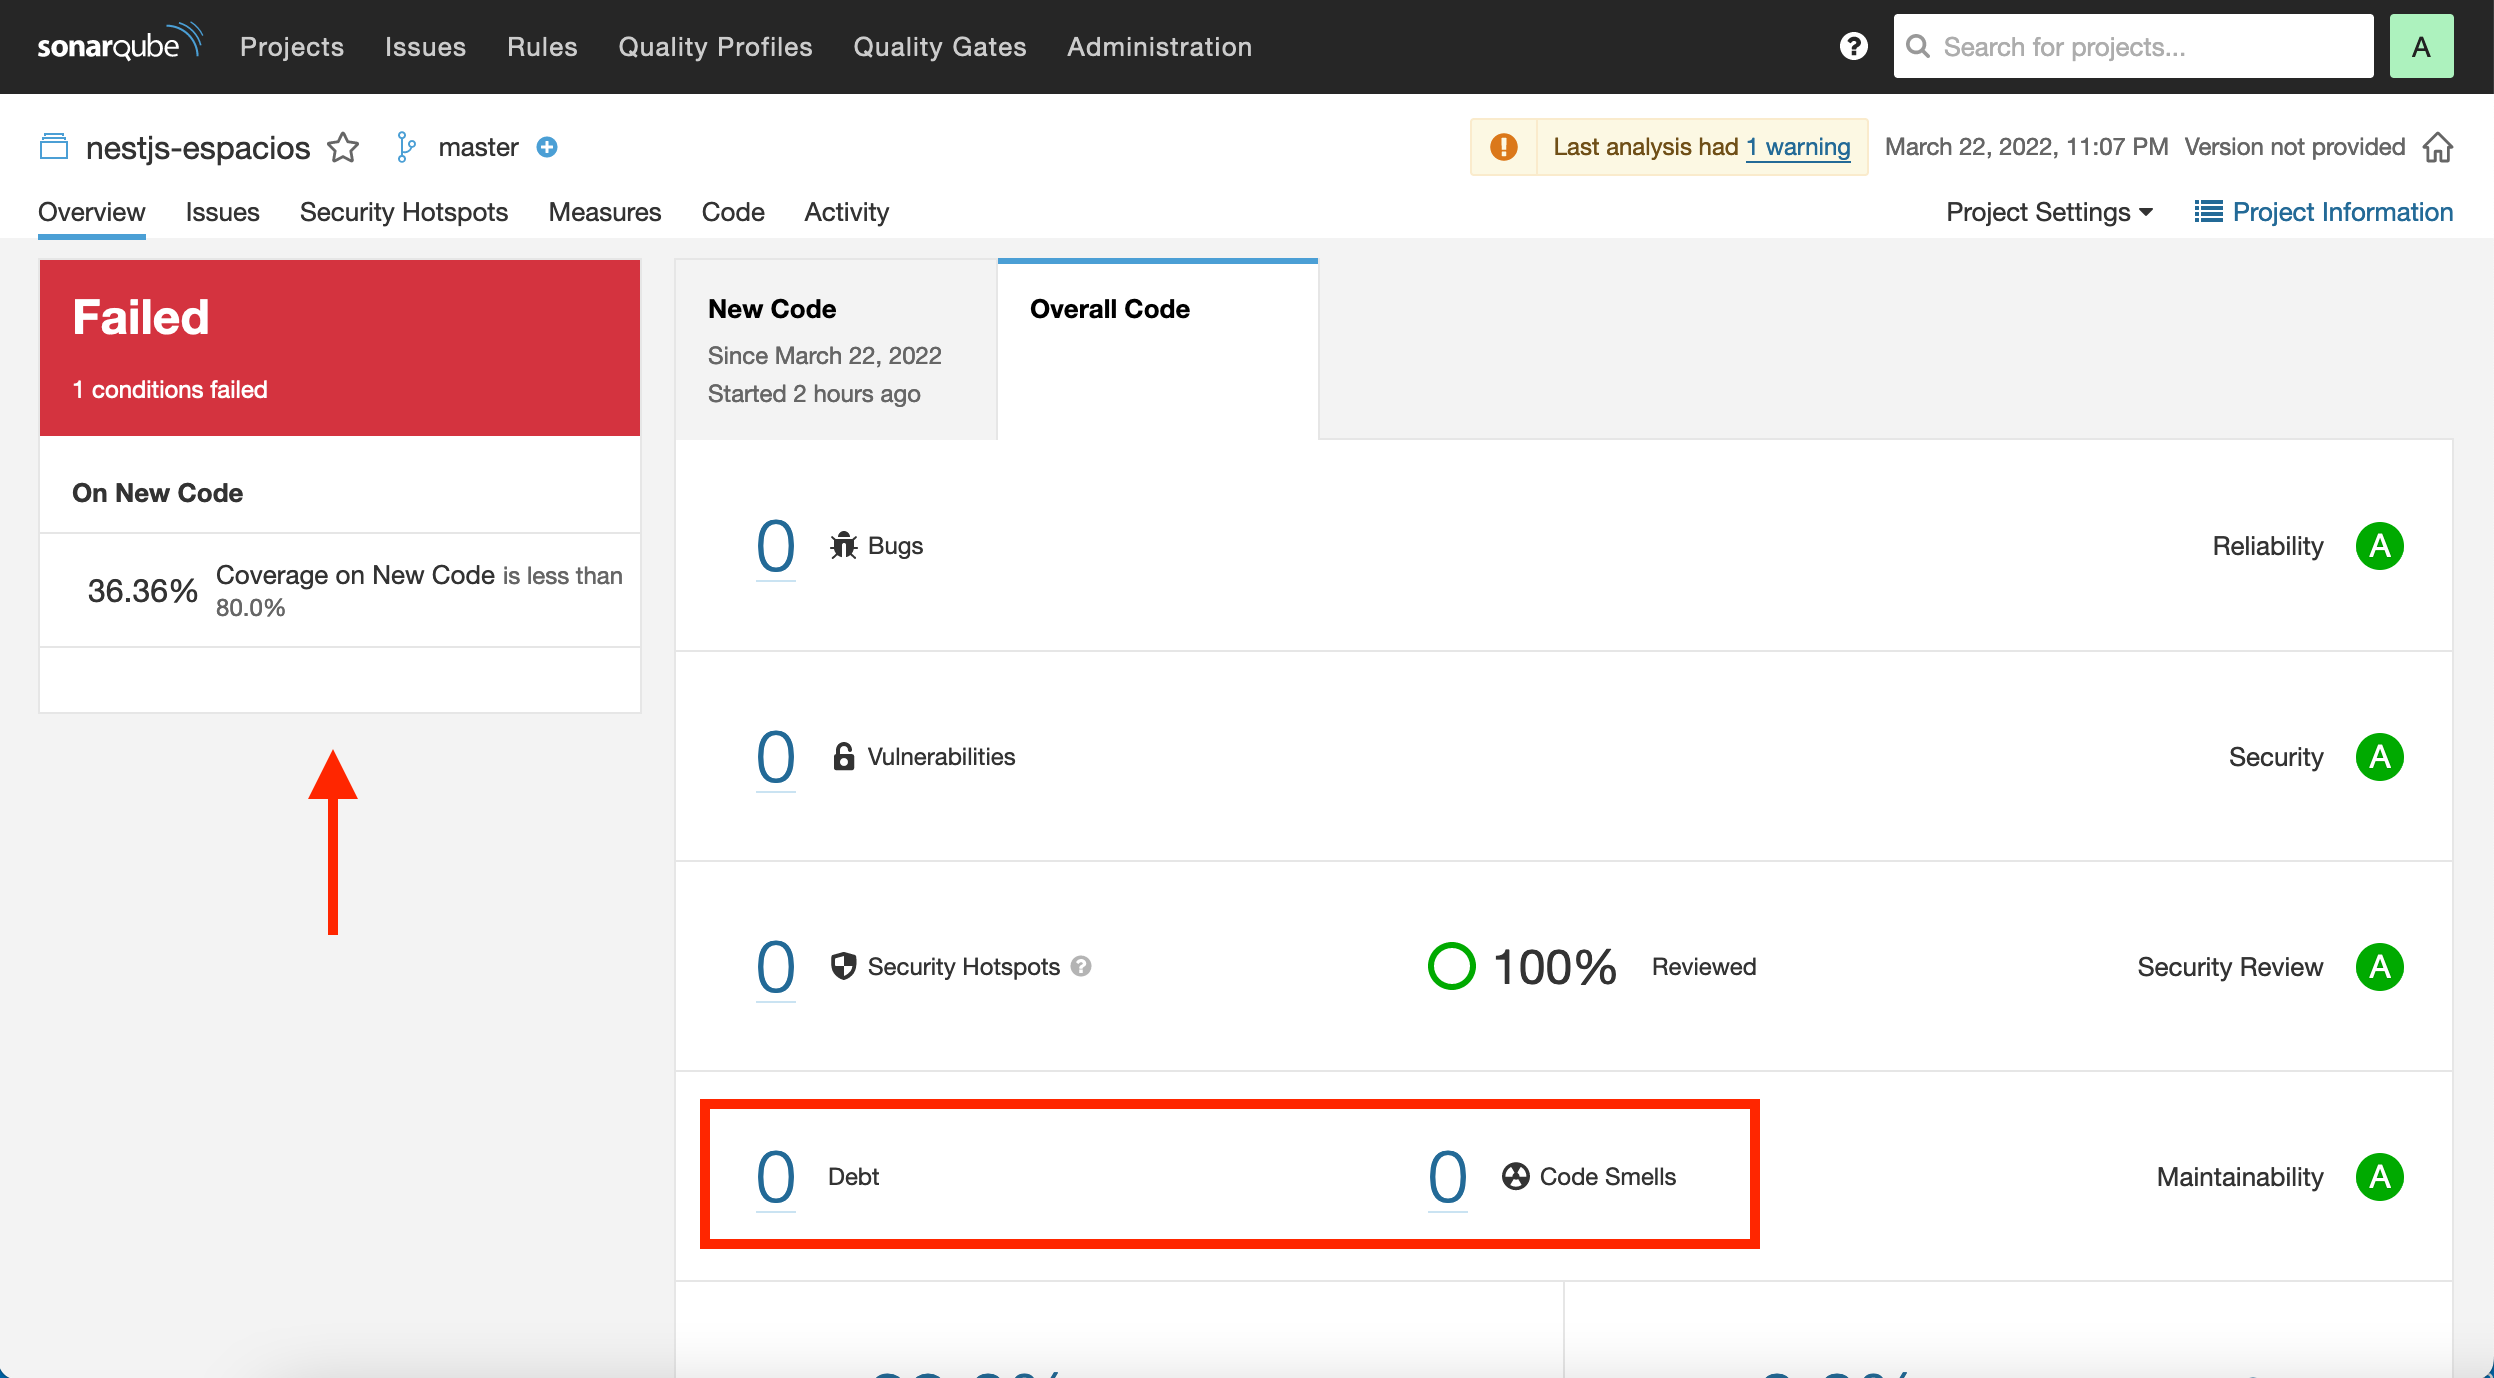 sonarqube Projects Issues Rules Quality Profiles Quality Gates Administration ? Search for projects... A
nestjs-espacios master Last analysis had 1 warning March 22, 2022, 11:07 PM Version not provided
Overview Issues Security Hotspots Measures Code Activity Project Settings Project Information
Failed
1 conditions failed
On New Code
36.36% Coverage on New Code is less than
80.0%
New Code
Since March 22, 2022
Started 2 hours ago
Overall Code
0 Bugs Reliability A
0 Vulnerabilities Security A
0 Security Hotspots ? 100% Reviewed Security Review A
0 Debt 0 Code Smells Maintainability A